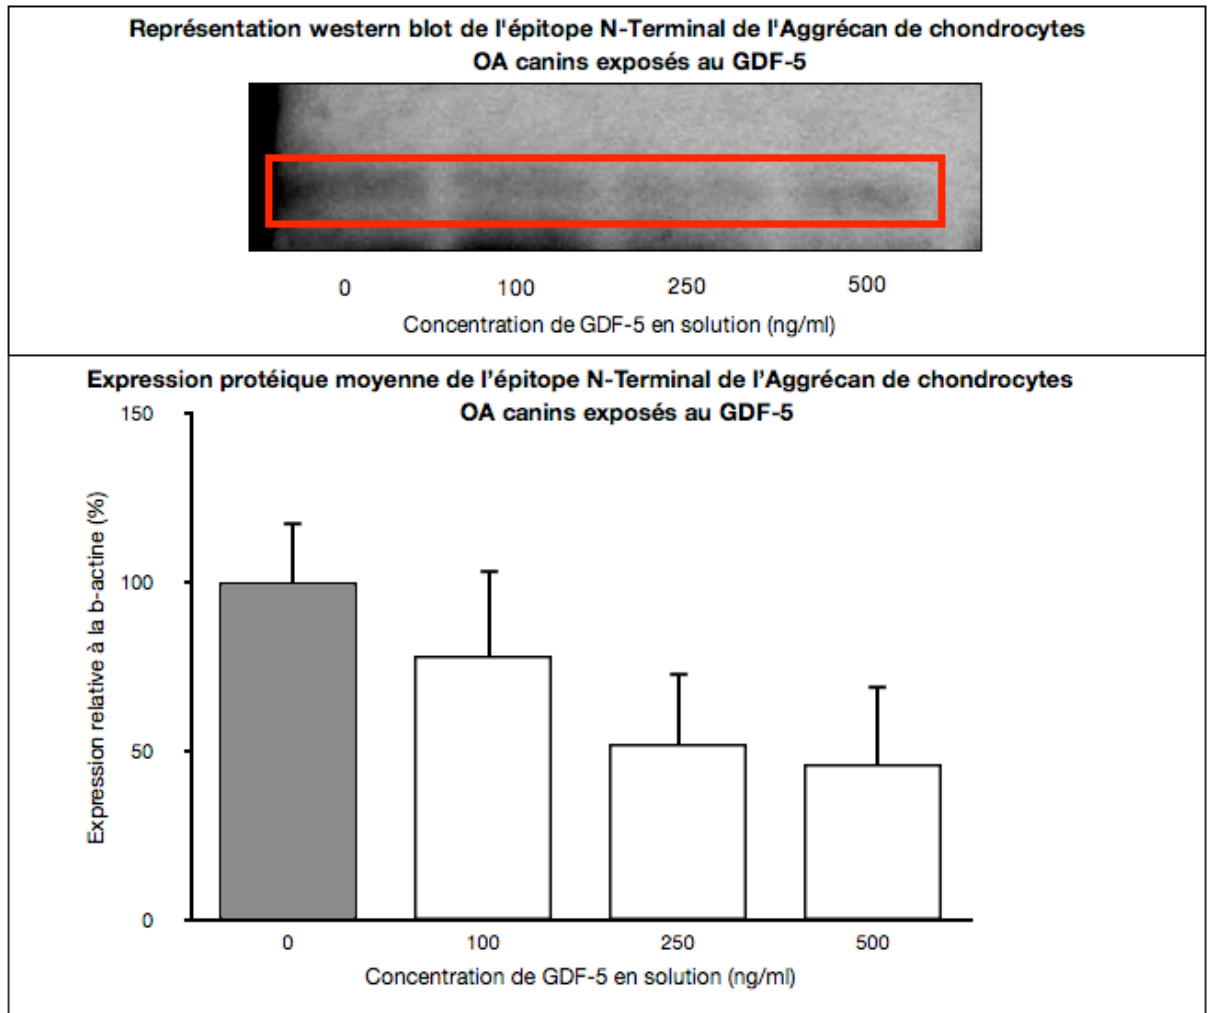 Représentation western blot de l'épitope N-Terminal de l'Aggrécan de chondrocytes
OA canins exposés au GDF-5
0 100 250 500
Concentration de GDF-5 en solution (ng/ml)
Expression protéique moyenne de l’épitope N-Terminal de l’Aggrécan de chondrocytes
OA canins exposés au GDF-5
Expression relative à la b-actine (%)
150
100
50
0
0 100 250 500
Concentration de GDF-5 en solution (ng/ml)